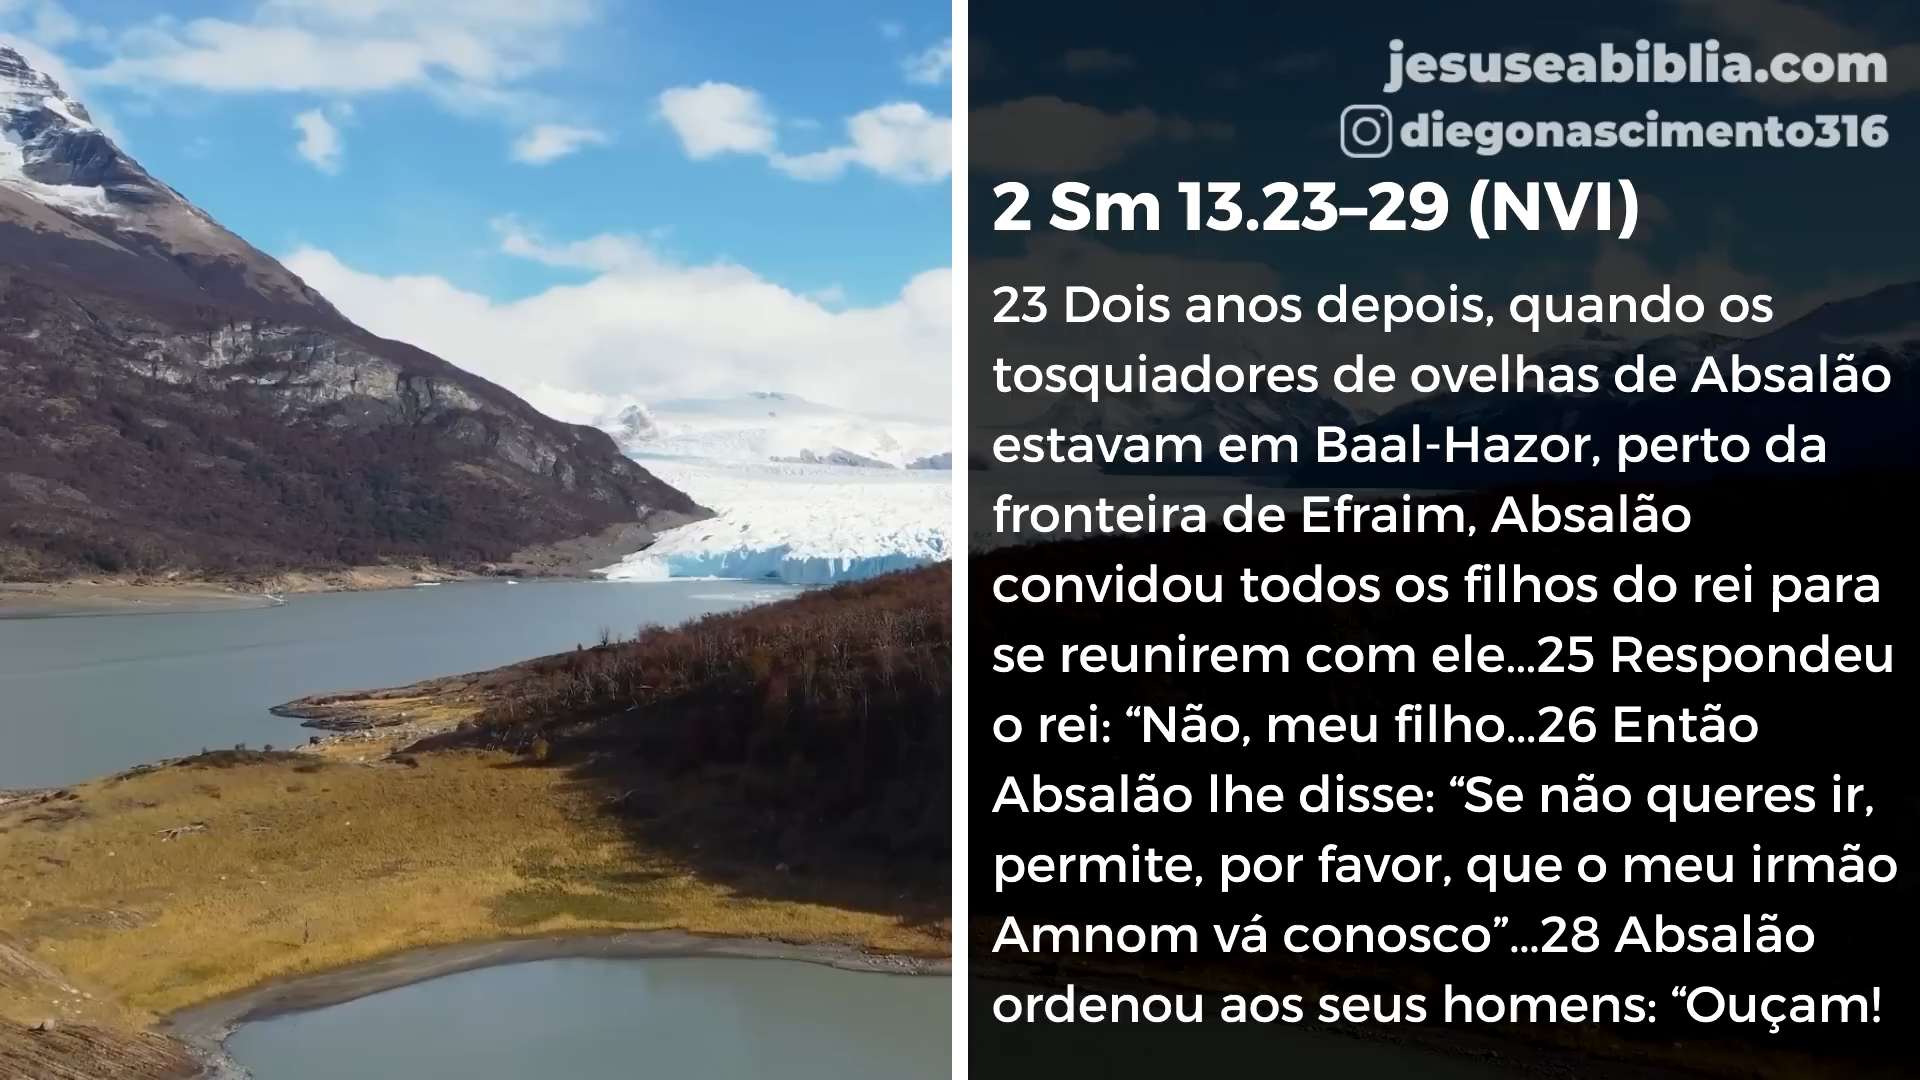 jesuseabiblia.com
diegonascimento316
2 Sm 13.23–29 (NVI)
23 Dois anos depois, quando os
tosquiadores de ovelhas de Absalão
estavam em Baal-Hazor, perto da
fronteira de Efraim, Absalão
convidou todos os filhos do rei para
se reunirem com ele...25 Respondeu
o rei: “Não, meu filho...26 Então
Absalão lhe disse: “Se não queres ir,
permite, por favor, que o meu irmão
Amnom vá conosco”...28 Absalão
ordenou aos seus homens: “Ouçam!